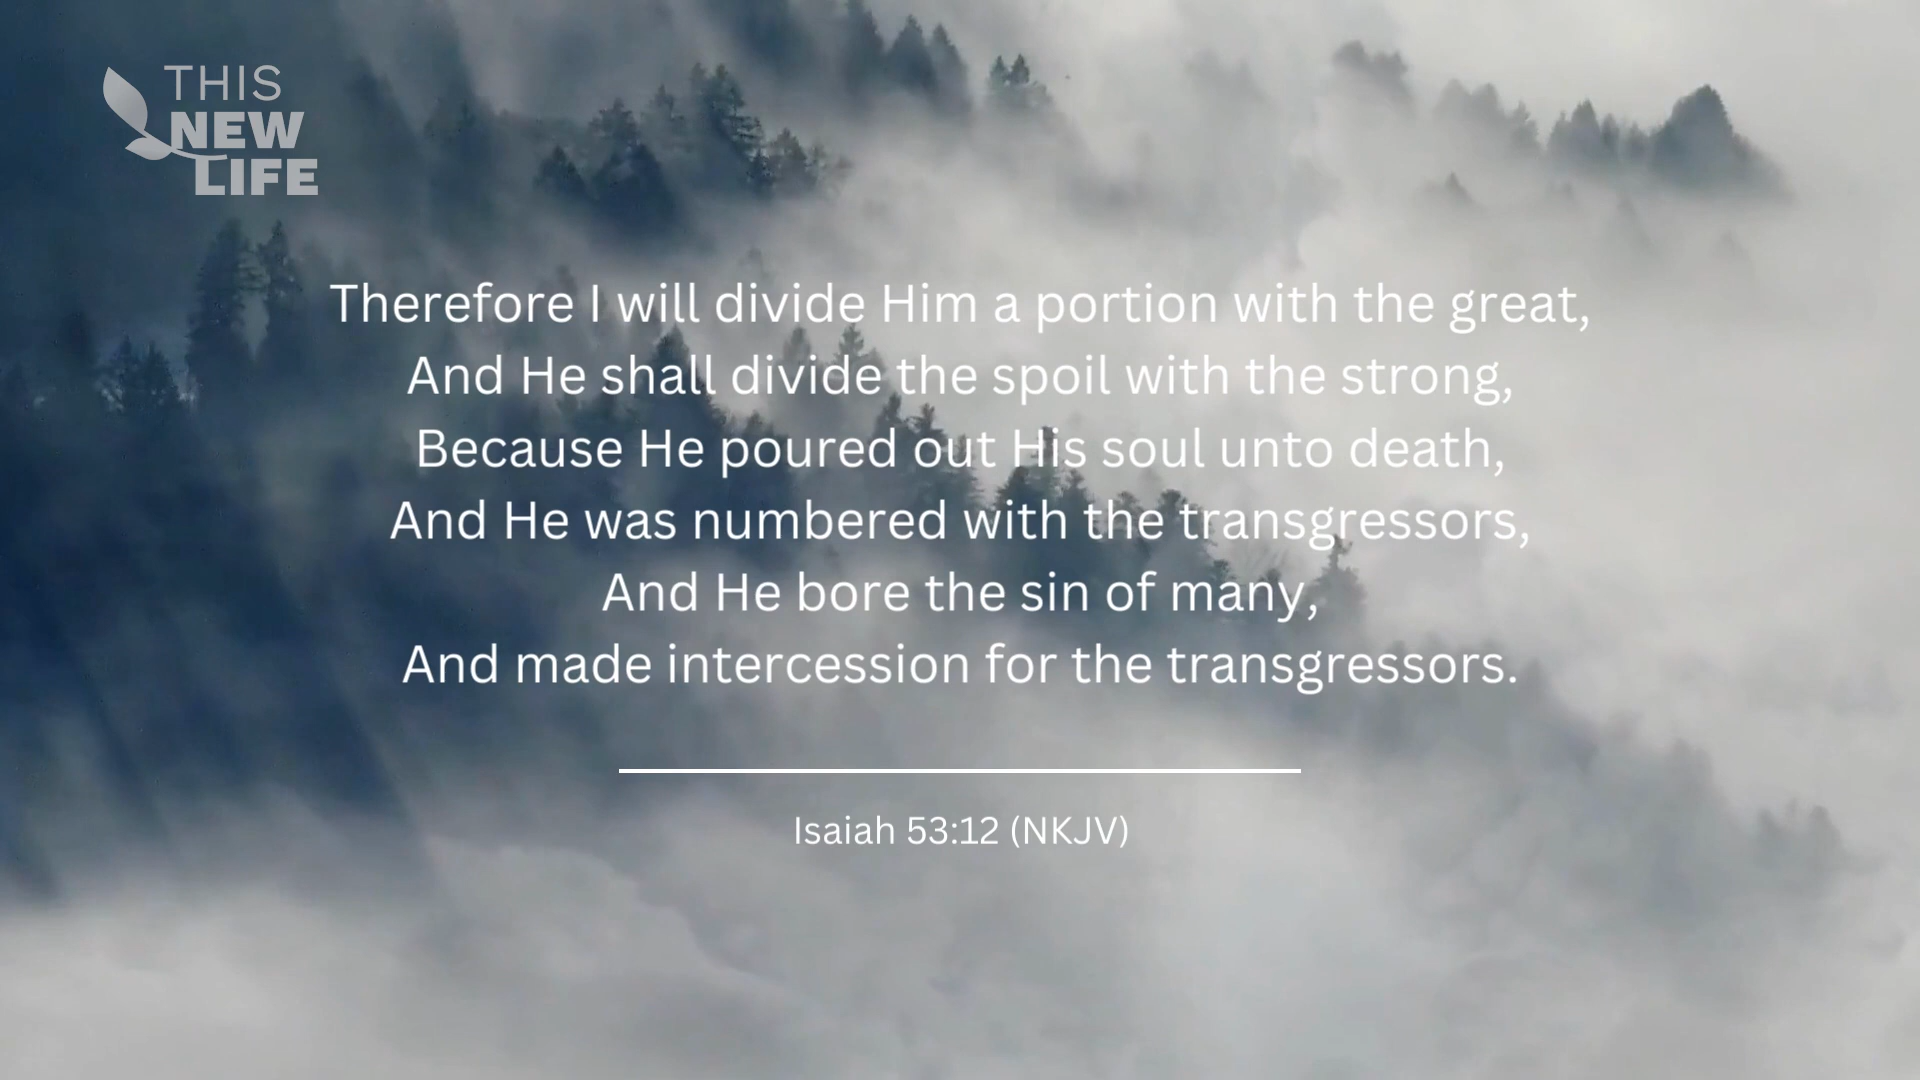 THIS
NEW
LIFE
Therefore I will divide Him a portion with the great,
And He shall divide the spoil with the strong,
Because He poured out His soul unto death,
And He was numbered with the transgressors,
And He bore the sin of many,
And made intercession for the transgressors.
Isaiah 53:12 (NKJV)